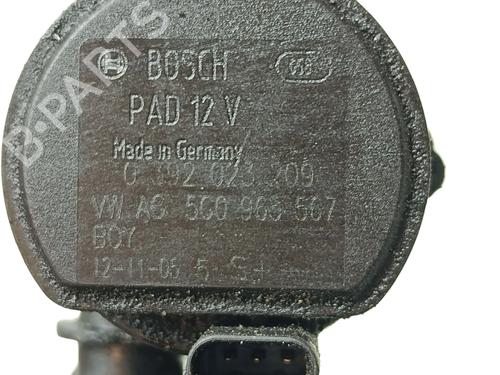 BOSCH
PAD 12 V
Made in Germany
0 392 023 209
VW AG 5C0 965 567
BOY
12-11-05 5
B-PARTS